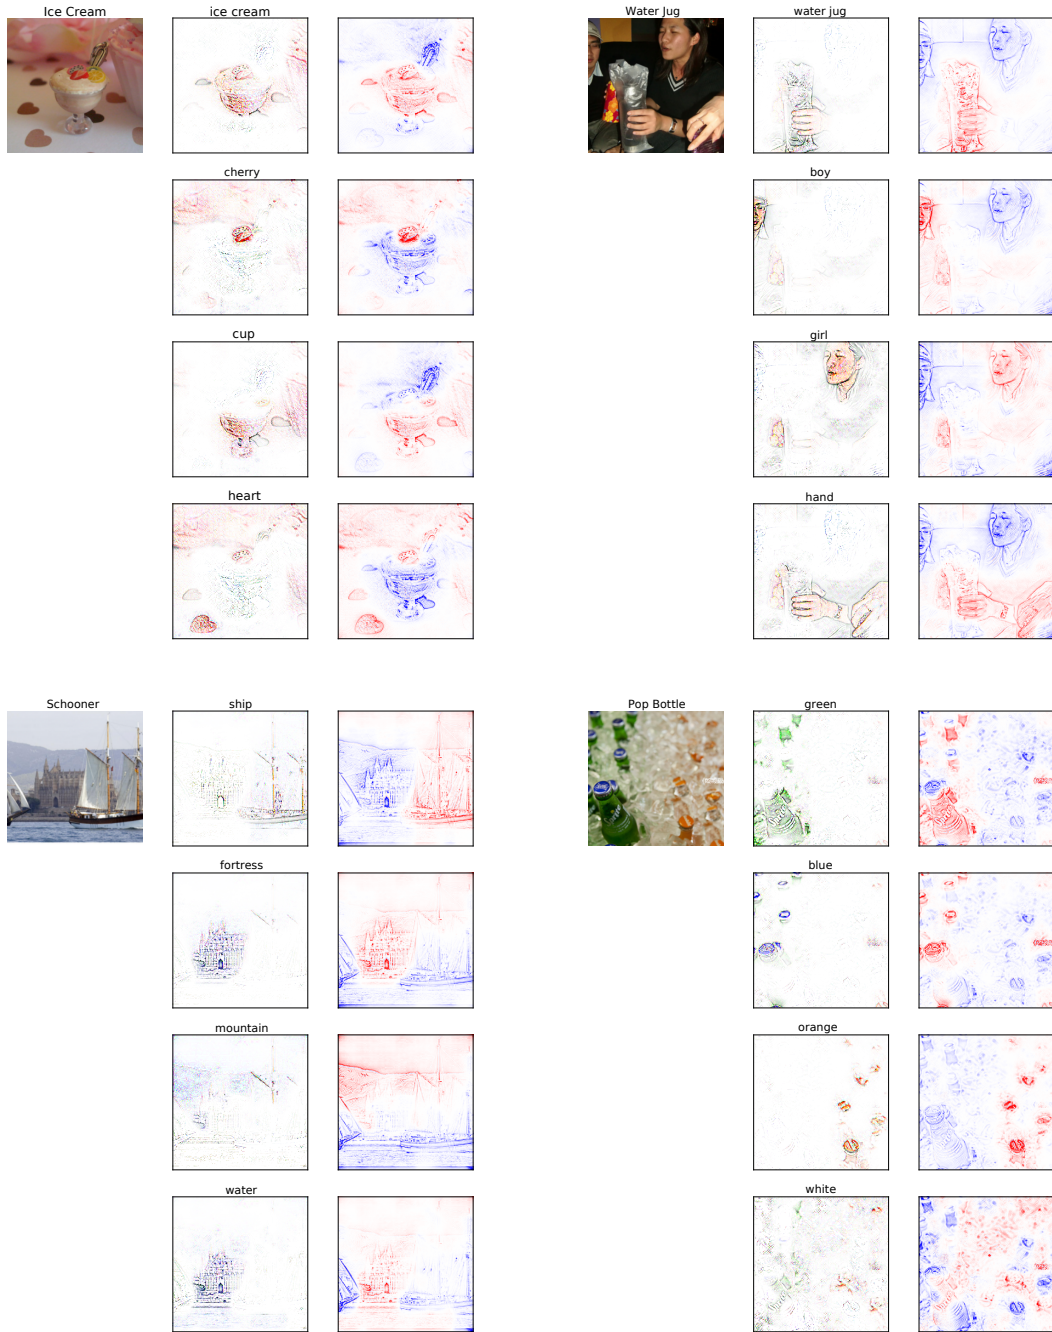 Ice Cream
ice cream
cherry
cup
heart
Water Jug
water jug
boy
girl
hand
Schooner
ship
fortress
mountain
water
Pop Bottle
green
blue
orange
white